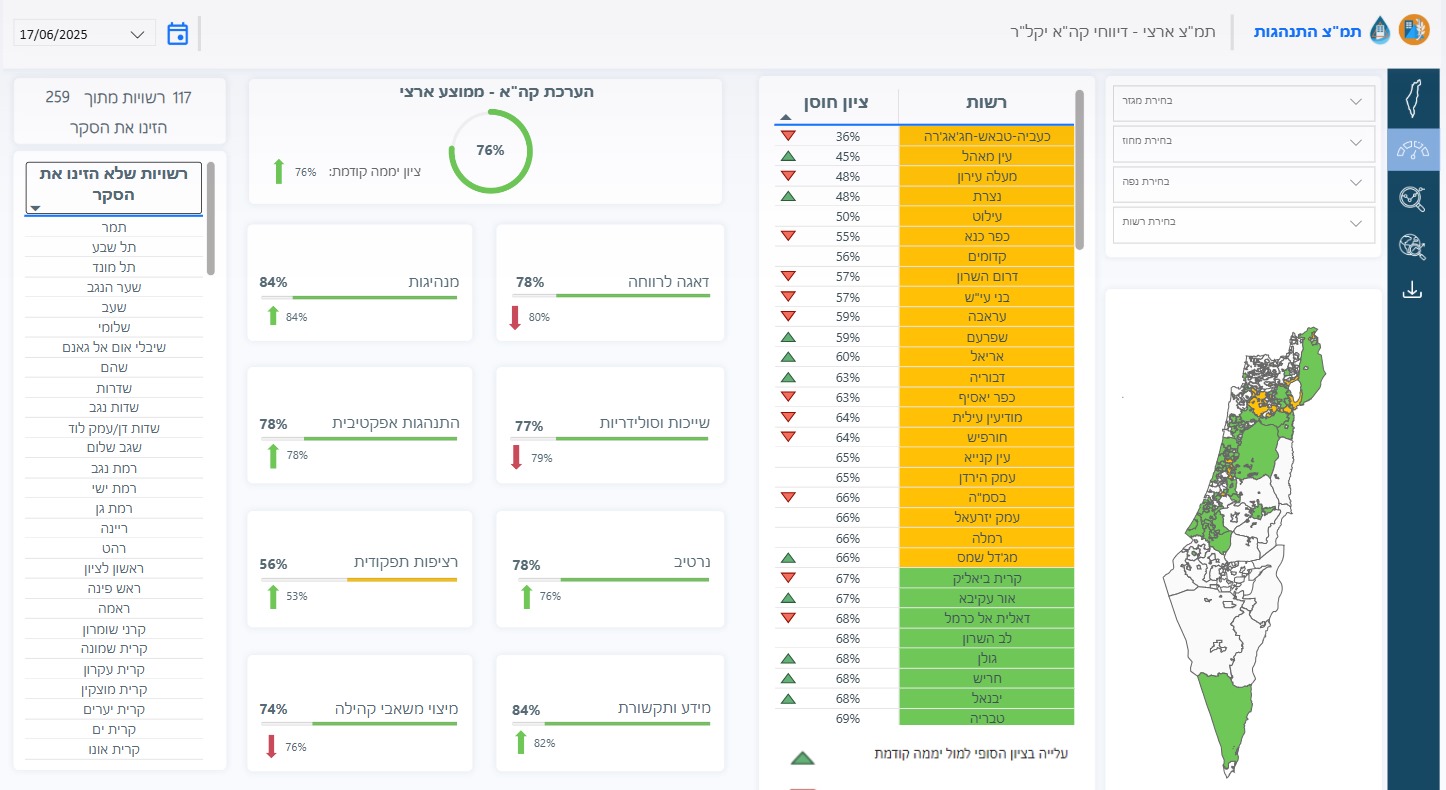 תמ"צ התנהגות
תמ"צ ארצי - דיווחי קה"א יקל"ר
17/06/2025
בחירת מגזר
בחירת מחוז
בחירת נפה
בחירת רשות
רשות ציון חוסן
כעביה-טבאש-חג'אג'רה 36%
עין מאהל 45%
מעלה עירון 48%
נצרת 48%
עילוט 50%
כפר כנא 55%
קדומים 56%
דרום השרון 57%
בני עי"ש 57%
עראבה 59%
שפרעם 59%
אריאל 60%
דבוריה 63%
כפר יאסיף 63%
מודיעין עילית 64%
חורפיש 64%
עין קנייא 65%
עמק הירדן 65%
בסמ"ה 66%
עמק יזרעאל 66%
רמלה 66%
מג'דל שמס 66%
קרית ביאליק 67%
אור עקיבא 67%
דאלית אל כרמל 68%
לב השרון 68%
גולן 68%
חריש 68%
יבנאל 68%
טבריה 69%
עלייה בציון הסופי למול יממה קודמת
הערכת קה"א - ממוצע ארצי
76%
ציון יממה קודמת: 76%
דאגה לרווחה 78%
80%
מנהיגות 84%
84%
שייכות וסולידריות 77%
79%
התנהגות אפקטיבית 78%
78%
נרטיב 78%
76%
רציפות תפקודית 56%
53%
מידע ותקשורת 84%
82%
מיצוי משאבי קהילה 74%
76%
117 רשויות מתוך 259
הזינו את הסקר
רשויות שלא הזינו את
הסקר
תמר
תל שבע
תל מונד
שער הנגב
שעב
שלומי
שיבלי אום אל גאנם
שהם
שדרות
שדות נגב
שדות דן/עמק לוד
שגב שלום
רמת נגב
רמת ישי
רמת גן
ריינה
רהט
ראשון לציון
ראש פינה
ראמה
קרני שומרון
קרית שמונה
קרית עקרון
קרית מוצקין
קרית יערים
קרית ים
קרית אונו